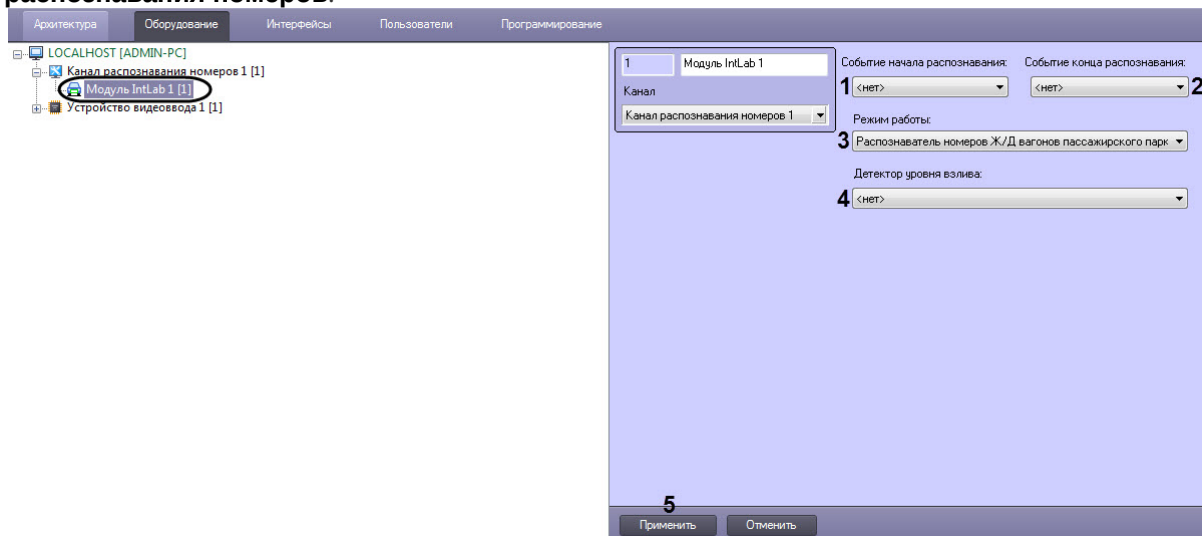 распознавания номеров.
Архитектура Оборудование Интерфейсы Пользователи Программирование
LOCALHOST [ADMIN-PC]
Канал распознавания номеров 1 [1]
Модуль IntLab 1 [1]
Устройство видеоввода 1 [1]
1 Модуль IntLab 1
Канал
Канал распознавания номеров 1
Событие начала распознавания: Событие конца распознавания:
1 <нет> <нет> 2
Режим работы:
3 Распознаватель номеров Ж/Д вагонов пассажирского парк
Детектор уровня взлива:
4 <нет>
5
Применить Отменить